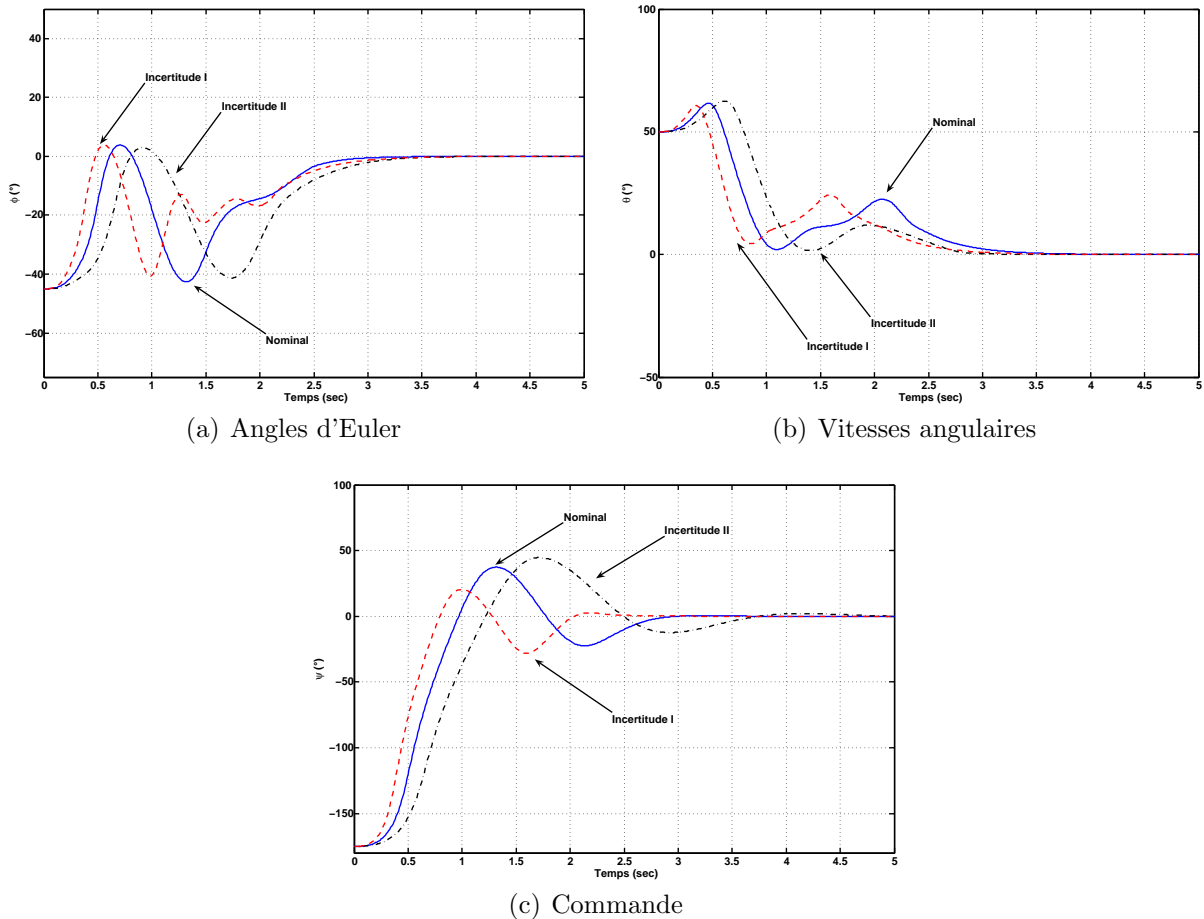 40
20
0
−20
−40
−60
ϕ (°)
Incertitude I
Incertitude II
Nominal
0 0.5 1 1.5 2 2.5 3 3.5 4 4.5 5
Temps (sec)
(a) Angles d'Euler
100
50
0
−50
θ (°)
Nominal
Incertitude II
Incertitude I
0 0.5 1 1.5 2 2.5 3 3.5 4 4.5 5
Temps (sec)
(b) Vitesses angulaires
100
50
0
−50
−100
−150
ψ (°)
Nominal
Incertitude II
Incertitude I
0 0.5 1 1.5 2 2.5 3 3.5 4 4.5 5
Temps (sec)
(c) Commande